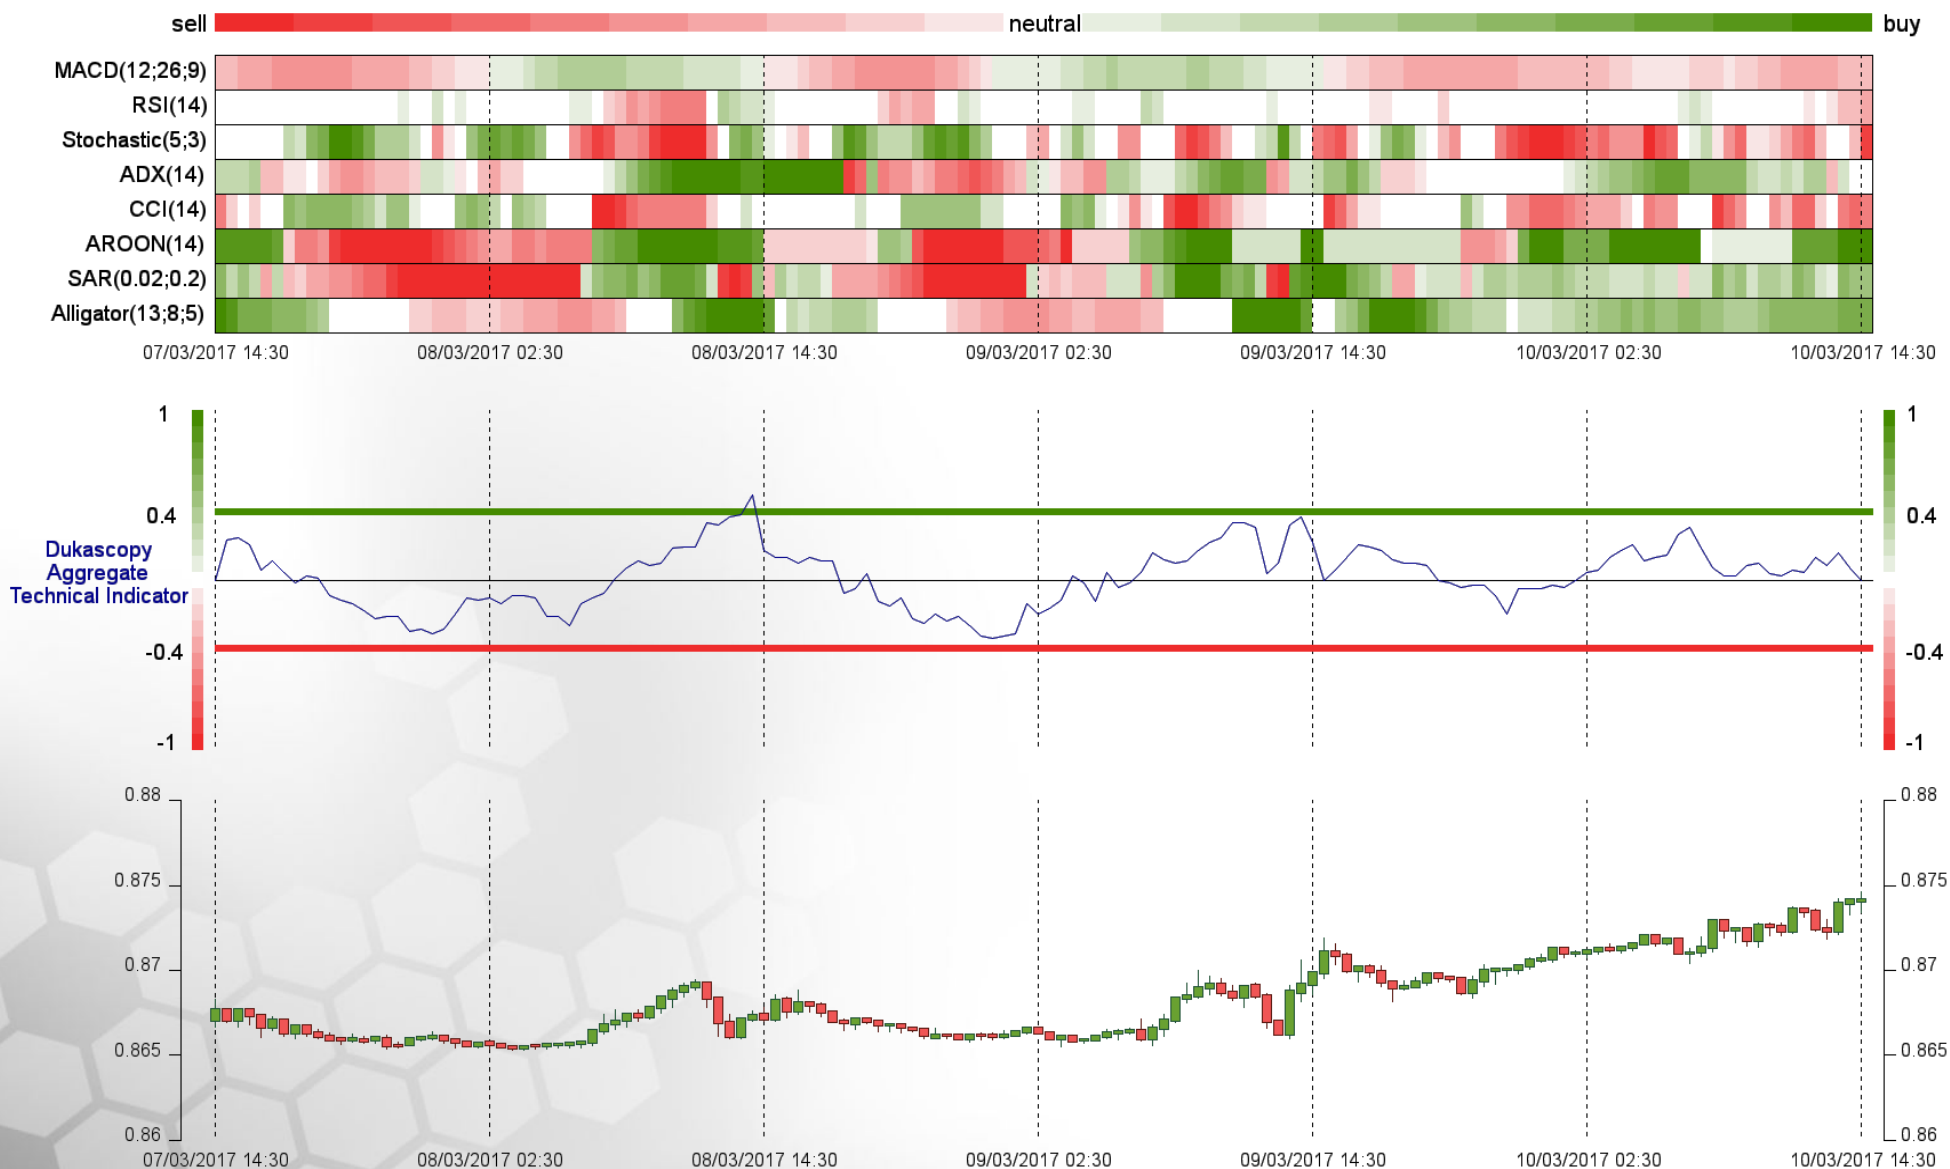 sell neutral buy
MACD(12;26;9)
RSI(14)
Stochastic(5;3)
ADX(14)
CCI(14)
AROON(14)
SAR(0.02;0.2)
Alligator(13;8;5)
07/03/2017 14:30 08/03/2017 02:30 08/03/2017 14:30 09/03/2017 02:30 09/03/2017 14:30 10/03/2017 02:30 10/03/2017 14:30
1 1
0.4 0.4
Dukascopy
Aggregate
Technical Indicator
-0.4 -0.4
-1 -1
0.88 0.88
0.875 0.875
0.87 0.87
0.865 0.865
0.86 0.86
07/03/2017 14:30 08/03/2017 02:30 08/03/2017 14:30 09/03/2017 02:30 09/03/2017 14:30 10/03/2017 02:30 10/03/2017 14:30